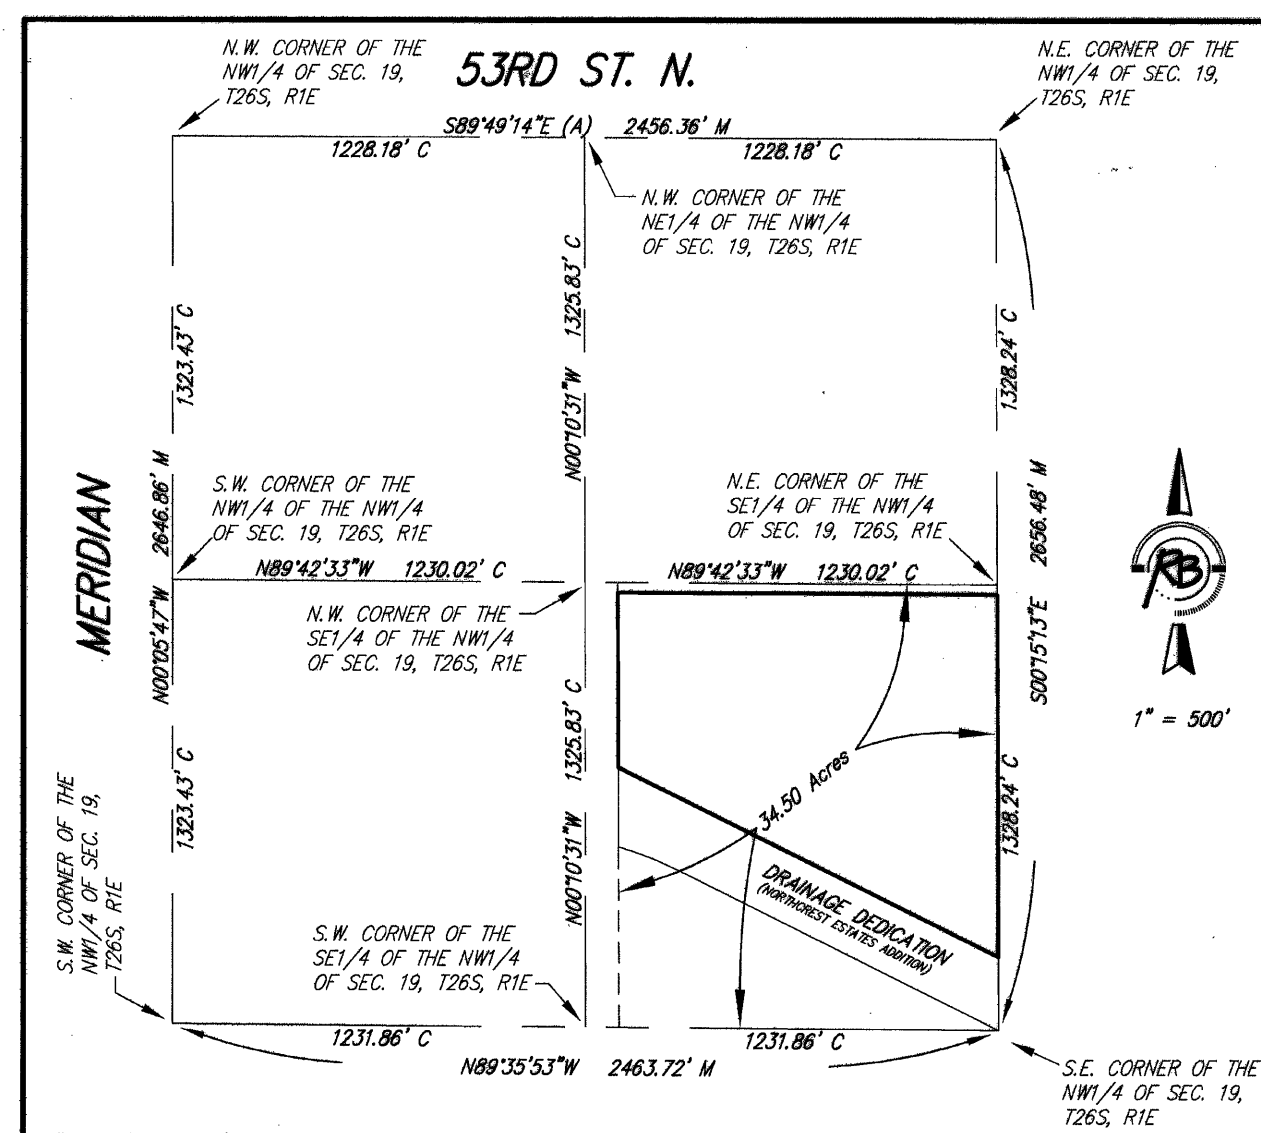 N.W. CORNER OF THE
NW1/4 OF SEC. 19,
T26S, R1E
53RD ST. N.
N.E. CORNER OF THE
NW1/4 OF SEC. 19,
T26S, R1E
S89°49'14"E (A) 2456.36' M
1228.18' C
1228.18' C
N.W. CORNER OF THE
NE1/4 OF THE NW1/4
OF SEC. 19, T26S, R1E
1323.43' C
N00°10'31"W 1325.83' C
1328.24' C
MERIDIAN
N00°05'47"W 2646.86' M
S.W. CORNER OF THE
NW1/4 OF THE NW1/4
OF SEC. 19, T26S, R1E
N.E. CORNER OF THE
SE1/4 OF THE NW1/4
OF SEC. 19, T26S, R1E
S00°15'13"E 2656.48' M
N89°42'33"W 1230.02' C
N89°42'33"W 1230.02' C
N.W. CORNER OF THE
SE1/4 OF THE NW1/4
OF SEC. 19, T26S, R1E
RB
1" = 500'
1323.43' C
N00°10'31"W 1325.83' C
34.50 Acres
1328.24' C
DRAINAGE DEDICATION
(NORTHCREST ESTATES ADDITION)
S.W. CORNER OF THE
NW1/4 OF SEC. 19,
T26S, R1E
S.W. CORNER OF THE
SE1/4 OF THE NW1/4
OF SEC. 19, T26S, R1E
1231.86' C
1231.86' C
N89°35'53"W 2463.72' M
S.E. CORNER OF THE
NW1/4 OF SEC. 19,
T26S, R1E